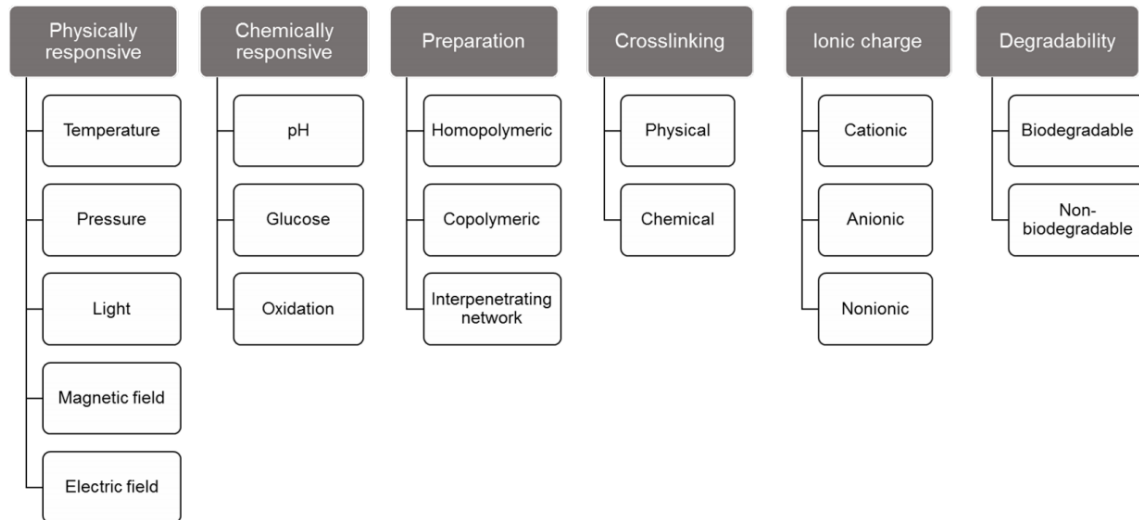 Physically
responsive
Temperature
Pressure
Light
Magnetic field
Electric field
Chemically
responsive
pH
Glucose
Oxidation
Preparation
Homopolymeric
Copolymeric
Interpenetrating
network
Crosslinking
Physical
Chemical
Ionic charge
Cationic
Anionic
Nonionic
Degradability
Biodegradable
Non-
biodegradable